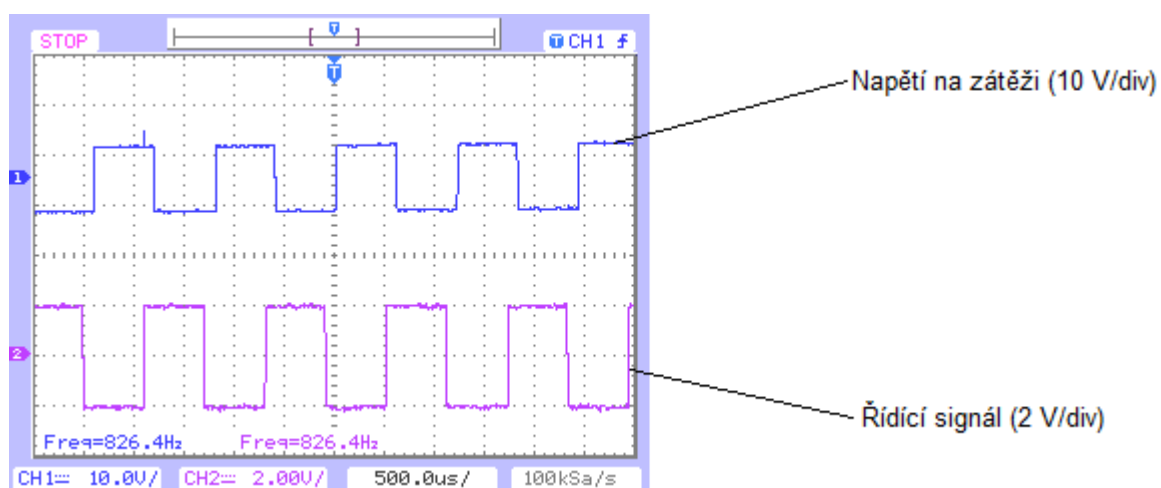 STOP
T
T CH1
T
Napětí na zátěži (10 V/div)
1
2
Řídící signál (2 V/div)
Freq=826.4Hz Freq=826.4Hz
CH1 10.0V/ CH2 2.00V/ 500.0us/ 100kSa/s